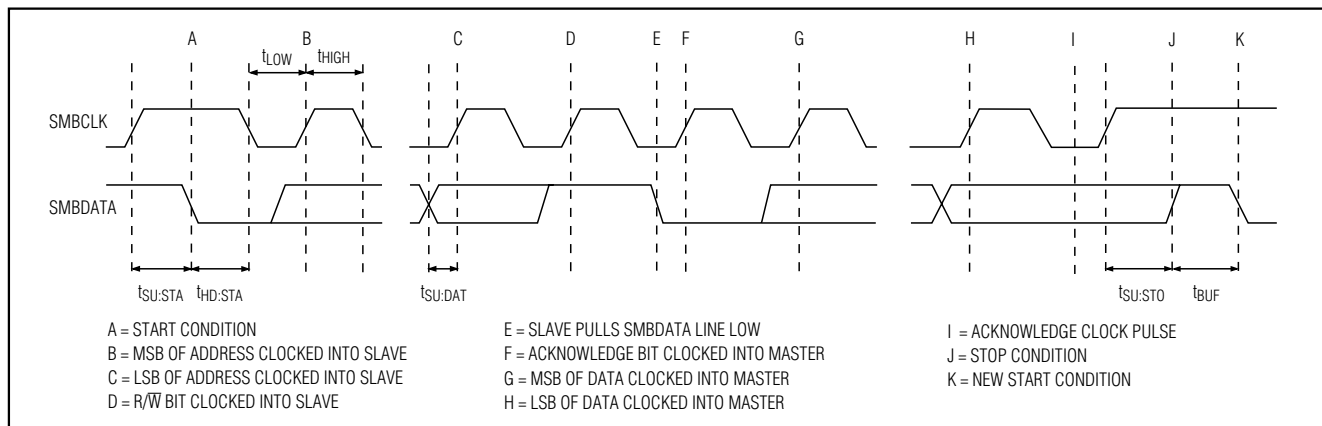 A B C D E F G H I J K
tLOW tHIGH
SMBCLK
SMBDATA
tSU:STA tHD:STA tSU:DAT tSU:STO tBUF
A = START CONDITION
B = MSB OF ADDRESS CLOCKED INTO SLAVE
C = LSB OF ADDRESS CLOCKED INTO SLAVE
D = R/W̅ BIT CLOCKED INTO SLAVE
E = SLAVE PULLS SMBDATA LINE LOW
F = ACKNOWLEDGE BIT CLOCKED INTO MASTER
G = MSB OF DATA CLOCKED INTO MASTER
H = LSB OF DATA CLOCKED INTO MASTER
I = ACKNOWLEDGE CLOCK PULSE
J = STOP CONDITION
K = NEW START CONDITION